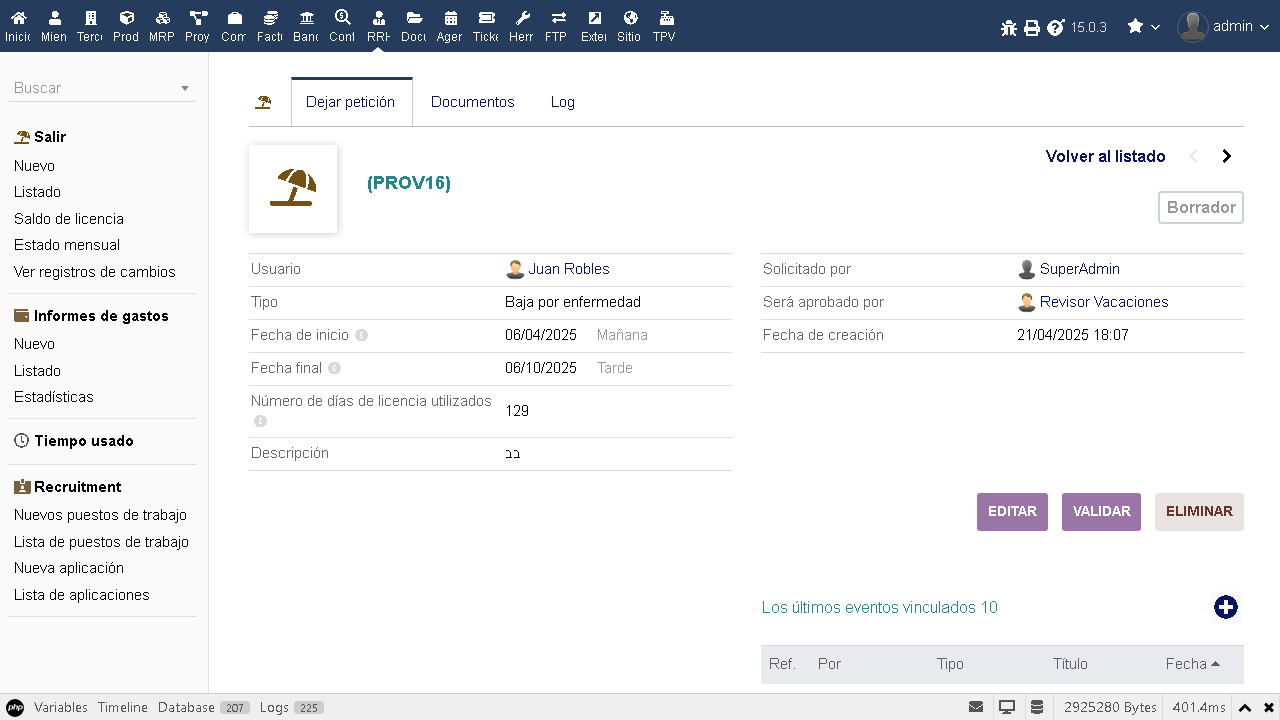 Inicio Mien Terc Prod MRP Proy Com Factu Banc Cont RRH Docu Ager Ticke Herr FTP Exter Sitio TPV
15.0.3 admin
Buscar
Salir
Nuevo
Listado
Saldo de licencia
Estado mensual
Ver registros de cambios
Informes de gastos
Nuevo
Listado
Estadísticas
Tiempo usado
Recruitment
Nuevos puestos de trabajo
Lista de puestos de trabajo
Nueva aplicación
Lista de aplicaciones
Dejar petición Documentos Log
Volver al listado
(PROV16)
Borrador
Usuario Juan Robles
Tipo Baja por enfermedad
Fecha de inicio 06/04/2025 Mañana
Fecha final 06/10/2025 Tarde
Número de días de licencia utilizados 129
Descripción בב
Solicitado por SuperAdmin
Será aprobado por Revisor Vacaciones
Fecha de creación 21/04/2025 18:07
EDITAR VALIDAR ELIMINAR
Los últimos eventos vinculados 10
Ref. Por Tipo Título Fecha
php Variables Timeline Database 207 Logs 225 2925280 Bytes 401.4ms